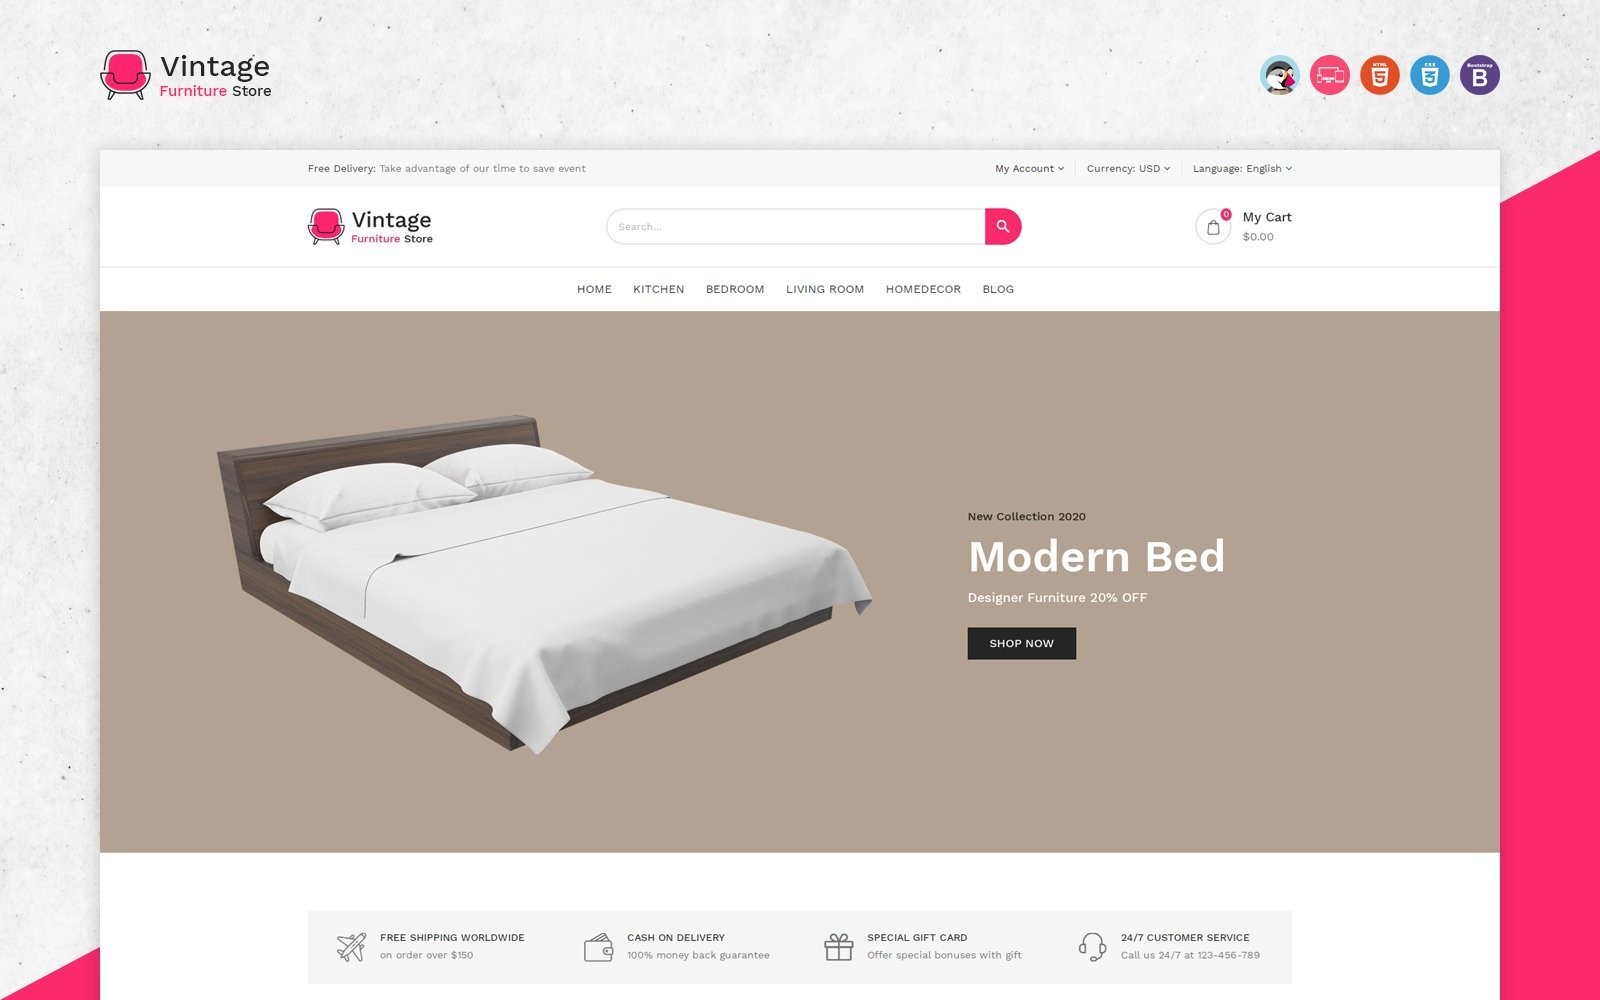 Vintage
Furniture Store
HTML
5
CSS
3
Bootstrap
B
Free Delivery: Take advantage of our time to save event
My Account
Currency: USD
Language: English
Vintage
Furniture Store
Search...
0
My Cart
$0.00
HOME
KITCHEN
BEDROOM
LIVING ROOM
HOMEDECOR
BLOG
New Collection 2020
Modern Bed
Designer Furniture 20% OFF
SHOP NOW
FREE SHIPPING WORLDWIDE
on order over $150
CASH ON DELIVERY
100% money back guarantee
SPECIAL GIFT CARD
Offer special bonuses with gift
24/7 CUSTOMER SERVICE
Call us 24/7 at 123-456-789